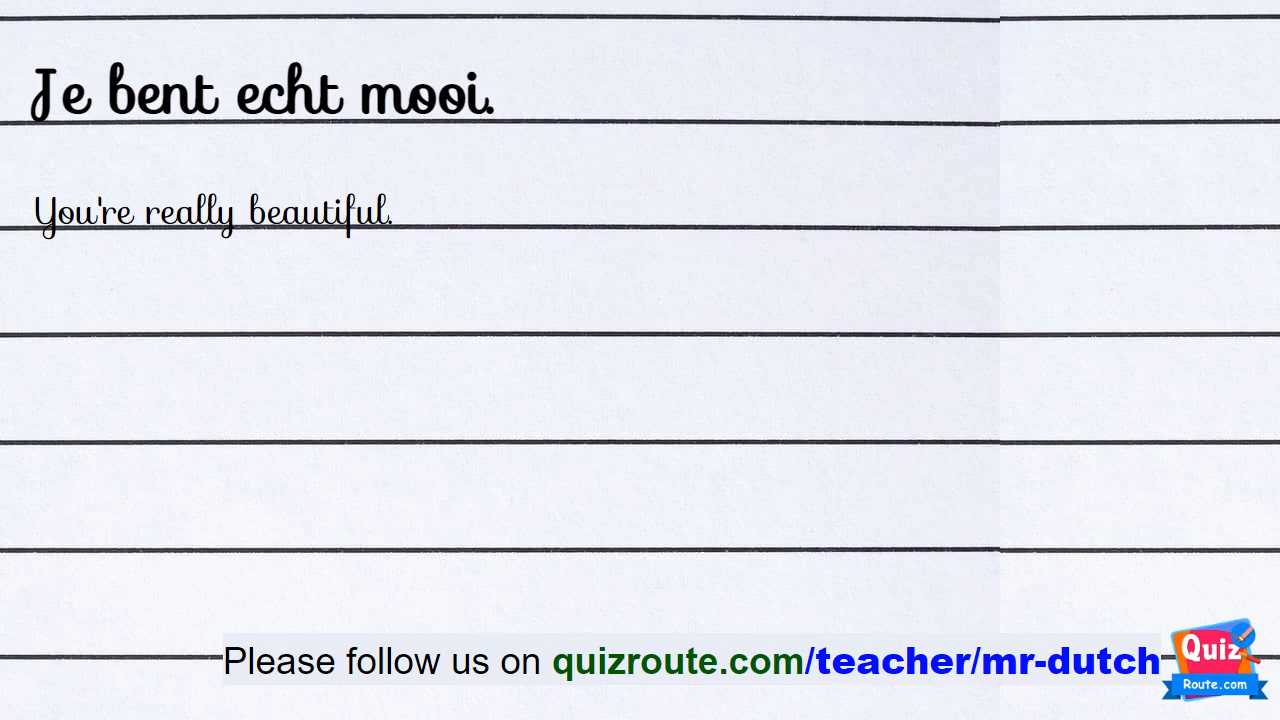 Je bent echt mooi.
You're really beautiful.
Please follow us on quizroute.com/teacher/mr-dutch
Quiz
Route.com